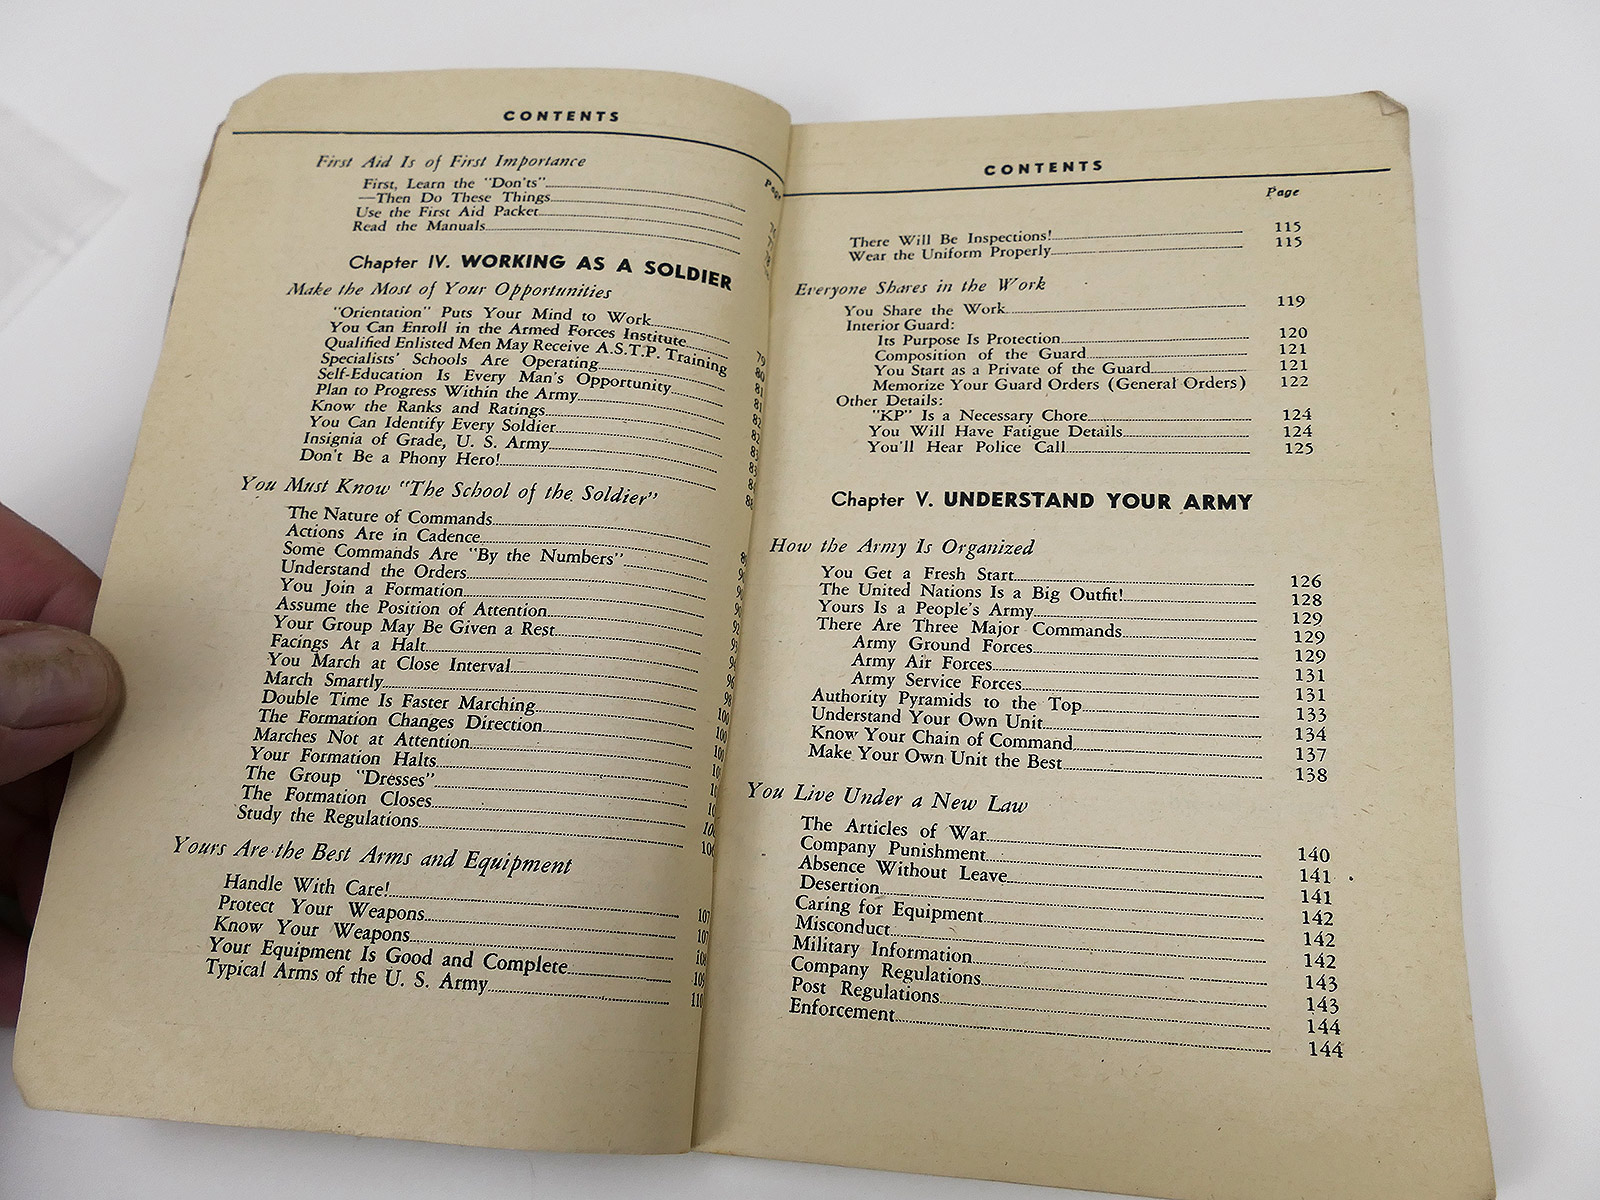 CONTENTS
Page
First Aid Is of First Importance
First, Learn the "Don'ts"
—Then Do These Things
Use the First Aid Packet
Read the Manuals
Chapter IV. WORKING AS A SOLDIER
Make the Most of Your Opportunities
"Orientation" Puts Your Mind to Work
You Can Enroll in the Armed Forces Institute
Qualified Enlisted Men May Receive A.S.T.P. Training
Specialists' Schools Are Operating
Self-Education Is Every Man's Opportunity
Plan to Progress Within the Army
Know the Ranks and Ratings
You Can Identify Every Soldier
Insignia of Grade, U. S. Army
Don't Be a Phony Hero!
You Must Know "The School of the Soldier"
The Nature of Commands
Actions Are in Cadence
Some Commands Are "By the Numbers"
Understand the Orders
You Join a Formation
Assume the Position of Attention
Your Group May Be Given a Rest
Facings At a Halt
You March at Close Interval
March Smartly
Double Time Is Faster Marching
The Formation Changes Direction
Marches Not at Attention
Your Formation Halts
The Group "Dresses"
The Formation Closes
Study the Regulations
Yours Are the Best Arms and Equipment
Handle With Care! 107
Protect Your Weapons 107
Know Your Weapons 108
Your Equipment Is Good and Complete 109
Typical Arms of the U. S. Army 110
CONTENTS
Page
There Will Be Inspections! 115
Wear the Uniform Properly 115
Everyone Shares in the Work
You Share the Work 119
Interior Guard:
Its Purpose Is Protection 120
Composition of the Guard 121
You Start as a Private of the Guard 121
Memorize Your Guard Orders (General Orders) 122
Other Details:
"KP" Is a Necessary Chore 124
You Will Have Fatigue Details 124
You'll Hear Police Call 125
Chapter V. UNDERSTAND YOUR ARMY
How the Army Is Organized
You Get a Fresh Start 126
The United Nations Is a Big Outfit! 128
Yours Is a People's Army 129
There Are Three Major Commands 129
Army Ground Forces 129
Army Air Forces 131
Army Service Forces 131
Authority Pyramids to the Top 133
Understand Your Own Unit 134
Know Your Chain of Command 137
Make Your Own Unit the Best 138
You Live Under a New Law
The Articles of War 140
Company Punishment 141
Absence Without Leave 141
Desertion 142
Caring for Equipment 142
Misconduct 142
Military Information 143
Company Regulations 143
Post Regulations 144
Enforcement 144